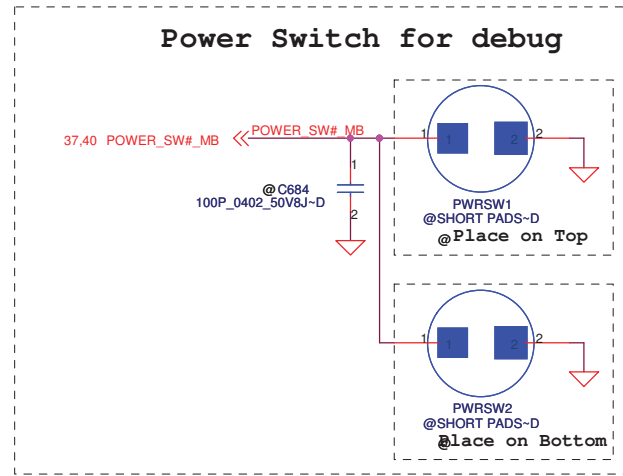 Power Switch for debug
37,40 POWER_SW#_MB
POWER_SW#_MB
1
1
2
2
1
@ C684
100P_0402_50V8J~D
2
PWRSW1
@SHORT PADS~D
@ Place on Top
1
1
2
2
PWRSW2
@SHORT PADS~D
@ Place on Bottom